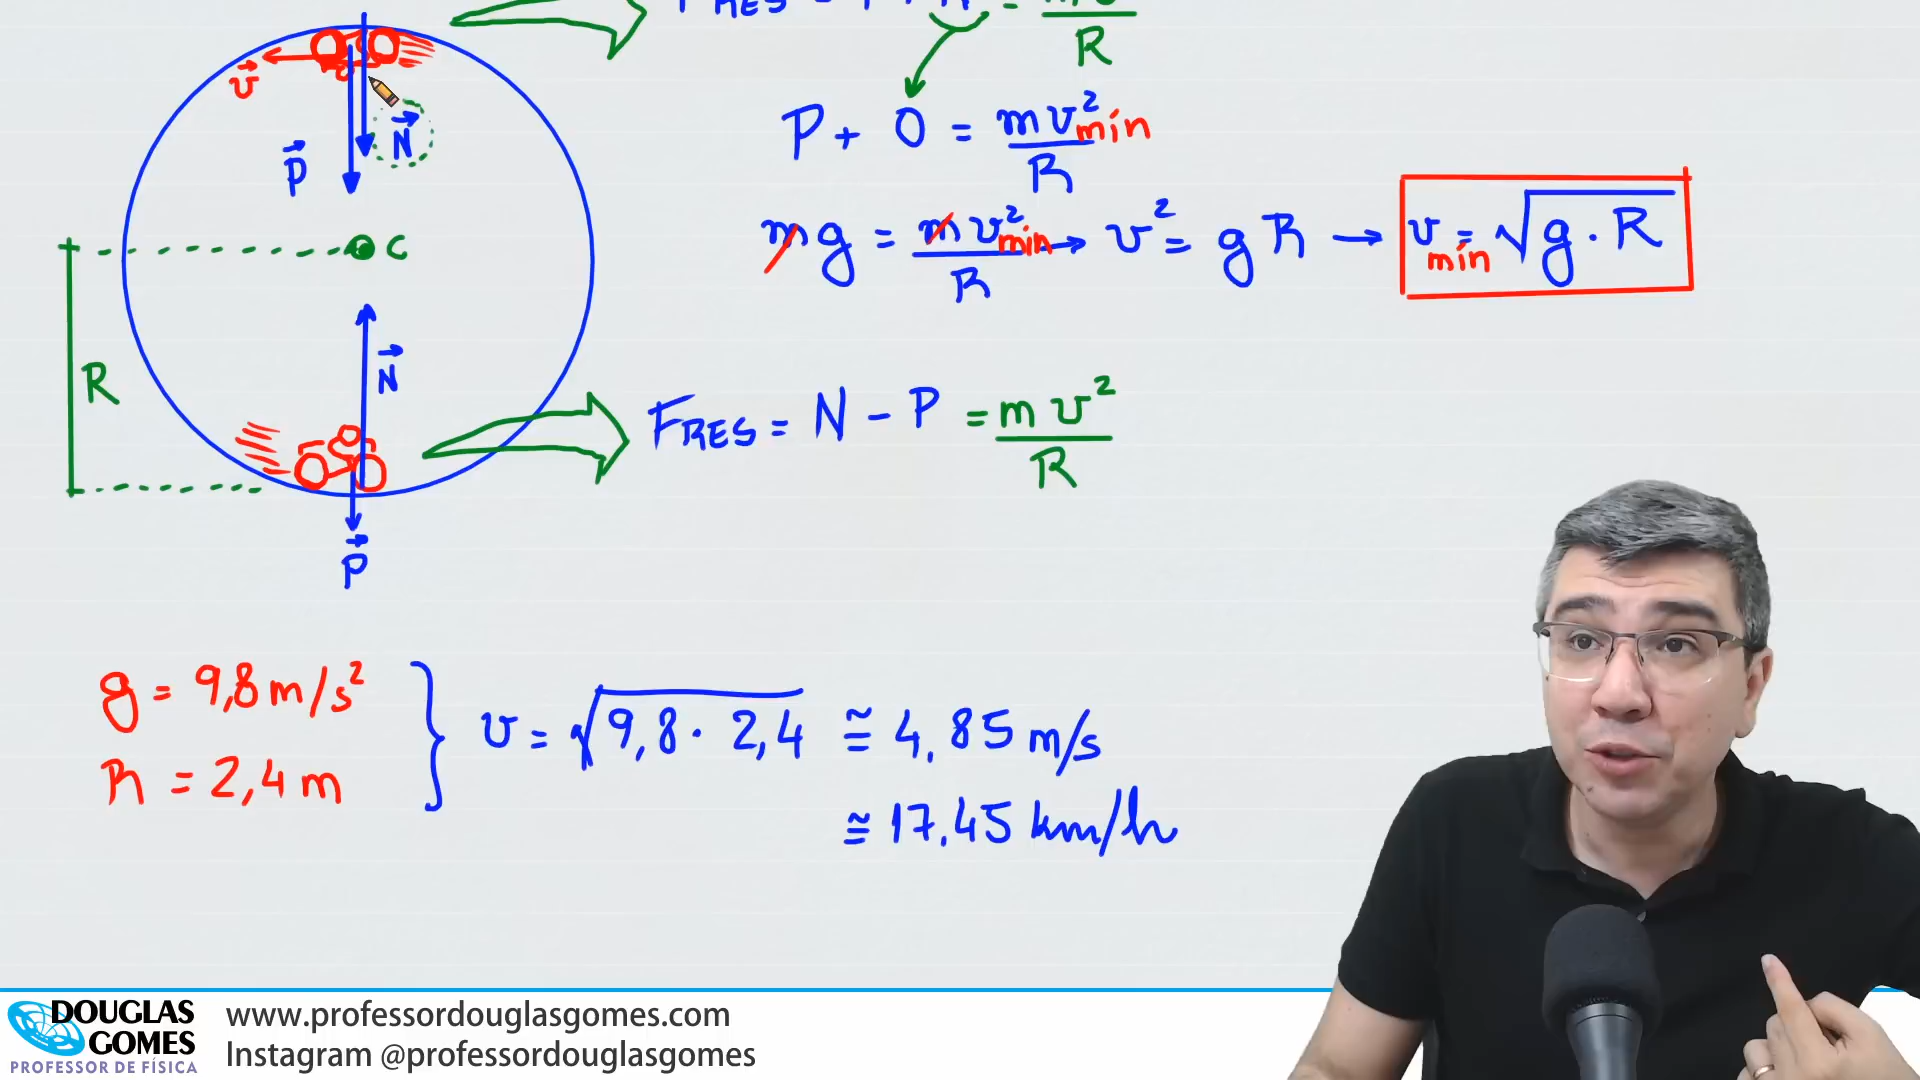 = 
R
v
N
P
P + 0 = mv²mín
R
mg = mv²mín → v² = gR → vmín = √g . R
R
C
N
R
FRES = N - P = mv²
R
P
g = 9,8 m/s²
R = 2,4 m
v = √9,8 . 2,4 ≅ 4,85 m/s
≅ 17,45 km/h
DOUGLAS
GOMES
PROFESSOR DE FÍSICA
www.professordouglasgomes.com
Instagram @professordouglasgomes